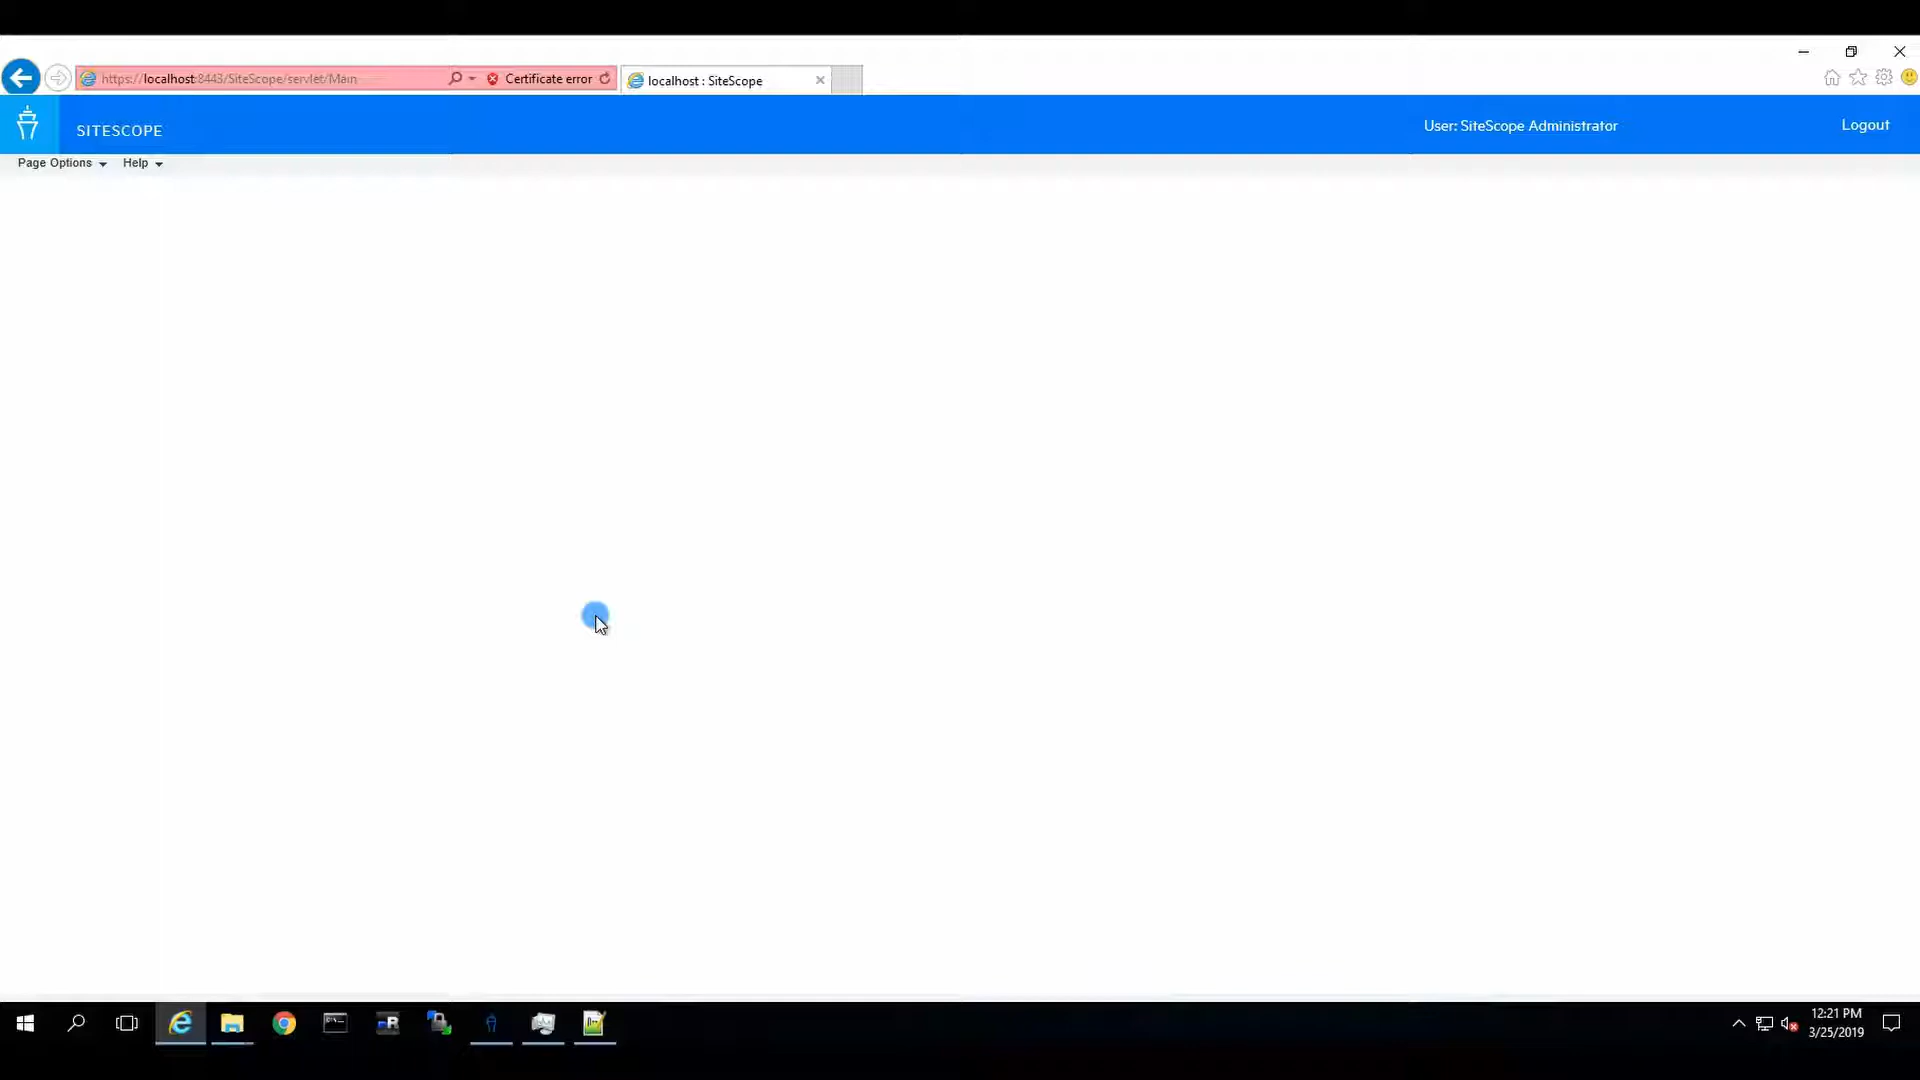 https://localhost:8443/SiteScope/servlet/Main
Certificate error
localhost : SiteScope
SITESCOPE
User: SiteScope Administrator
Logout
Page Options
Help
12:21 PM
3/25/2019